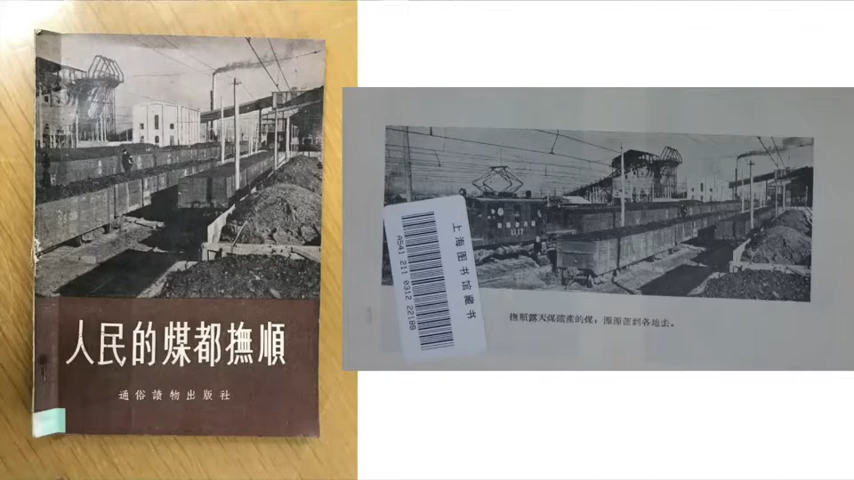 人民的煤都撫順
通俗讀物出版社
上海图书馆藏书
A541 211 0312 2218B
撫順露天煤礦產的煤，源源運到各地去。